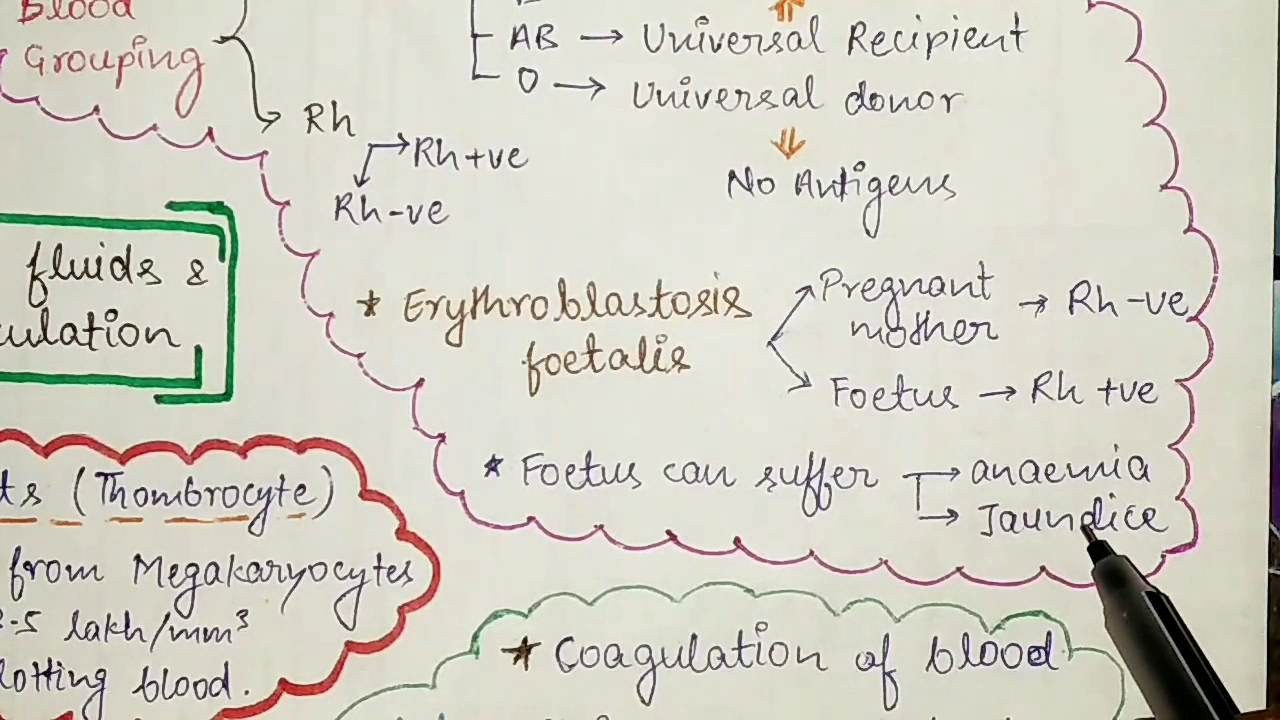 Blood
Grouping
AB → Universal Recipient
O → Universal donor
No Antigens
Rh
Rh+ve
Rh-ve
fluids &
ulation
* Erythroblastosis
foetalis
Pregnant
mother → Rh -ve
Foetus → Rh +ve
* Foetus can suffer → anaemia
→ Jaundice
ts (Thombrocyte)
from Megakaryocytes
-5 lakh/mm³
lotting blood.
* Coagulation of blood